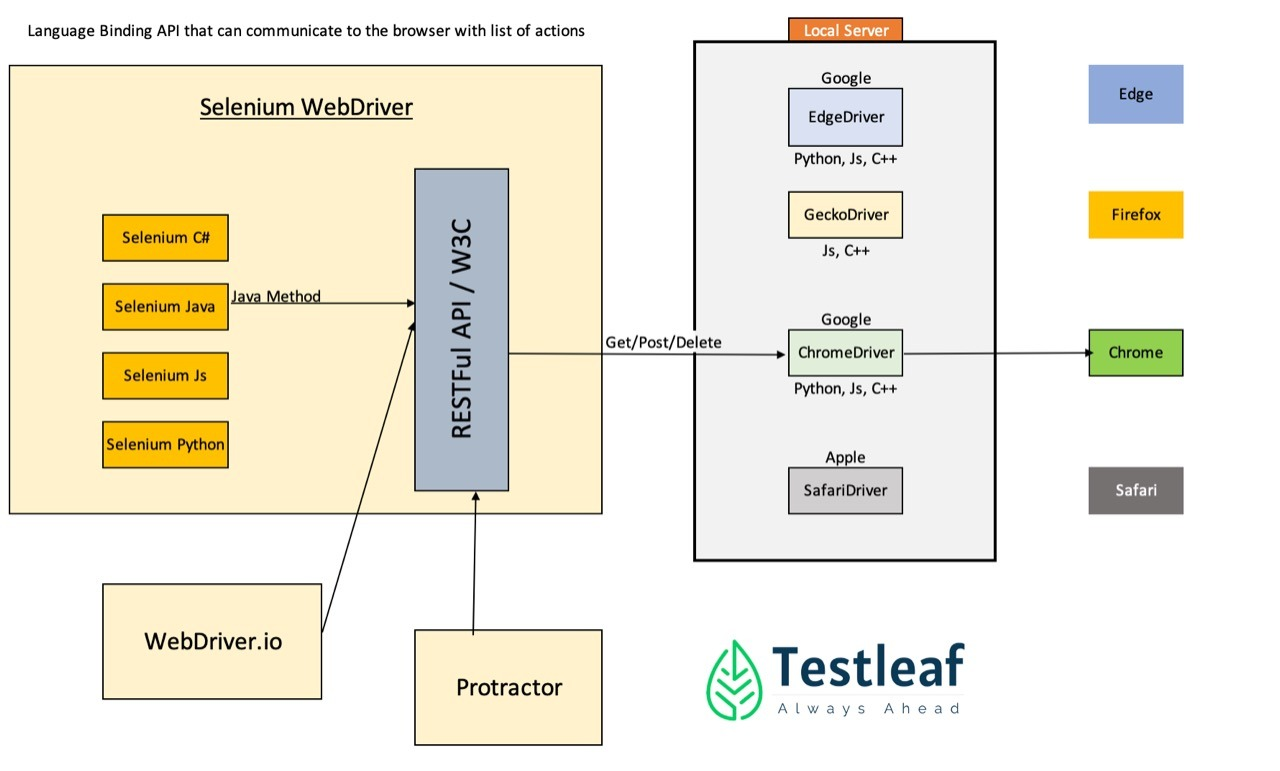 Language Binding API that can communicate to the browser with list of actions
Selenium WebDriver
Selenium C#
Selenium Java
Java Method
Selenium Js
Selenium Python
RESTFul API / W3C
WebDriver.io
Protractor
Get/Post/Delete
Local Server
Google
EdgeDriver
Python, Js, C++
GeckoDriver
Js, C++
Google
ChromeDriver
Python, Js, C++
Apple
SafariDriver
Edge
Firefox
Chrome
Safari
Testleaf
Always Ahead